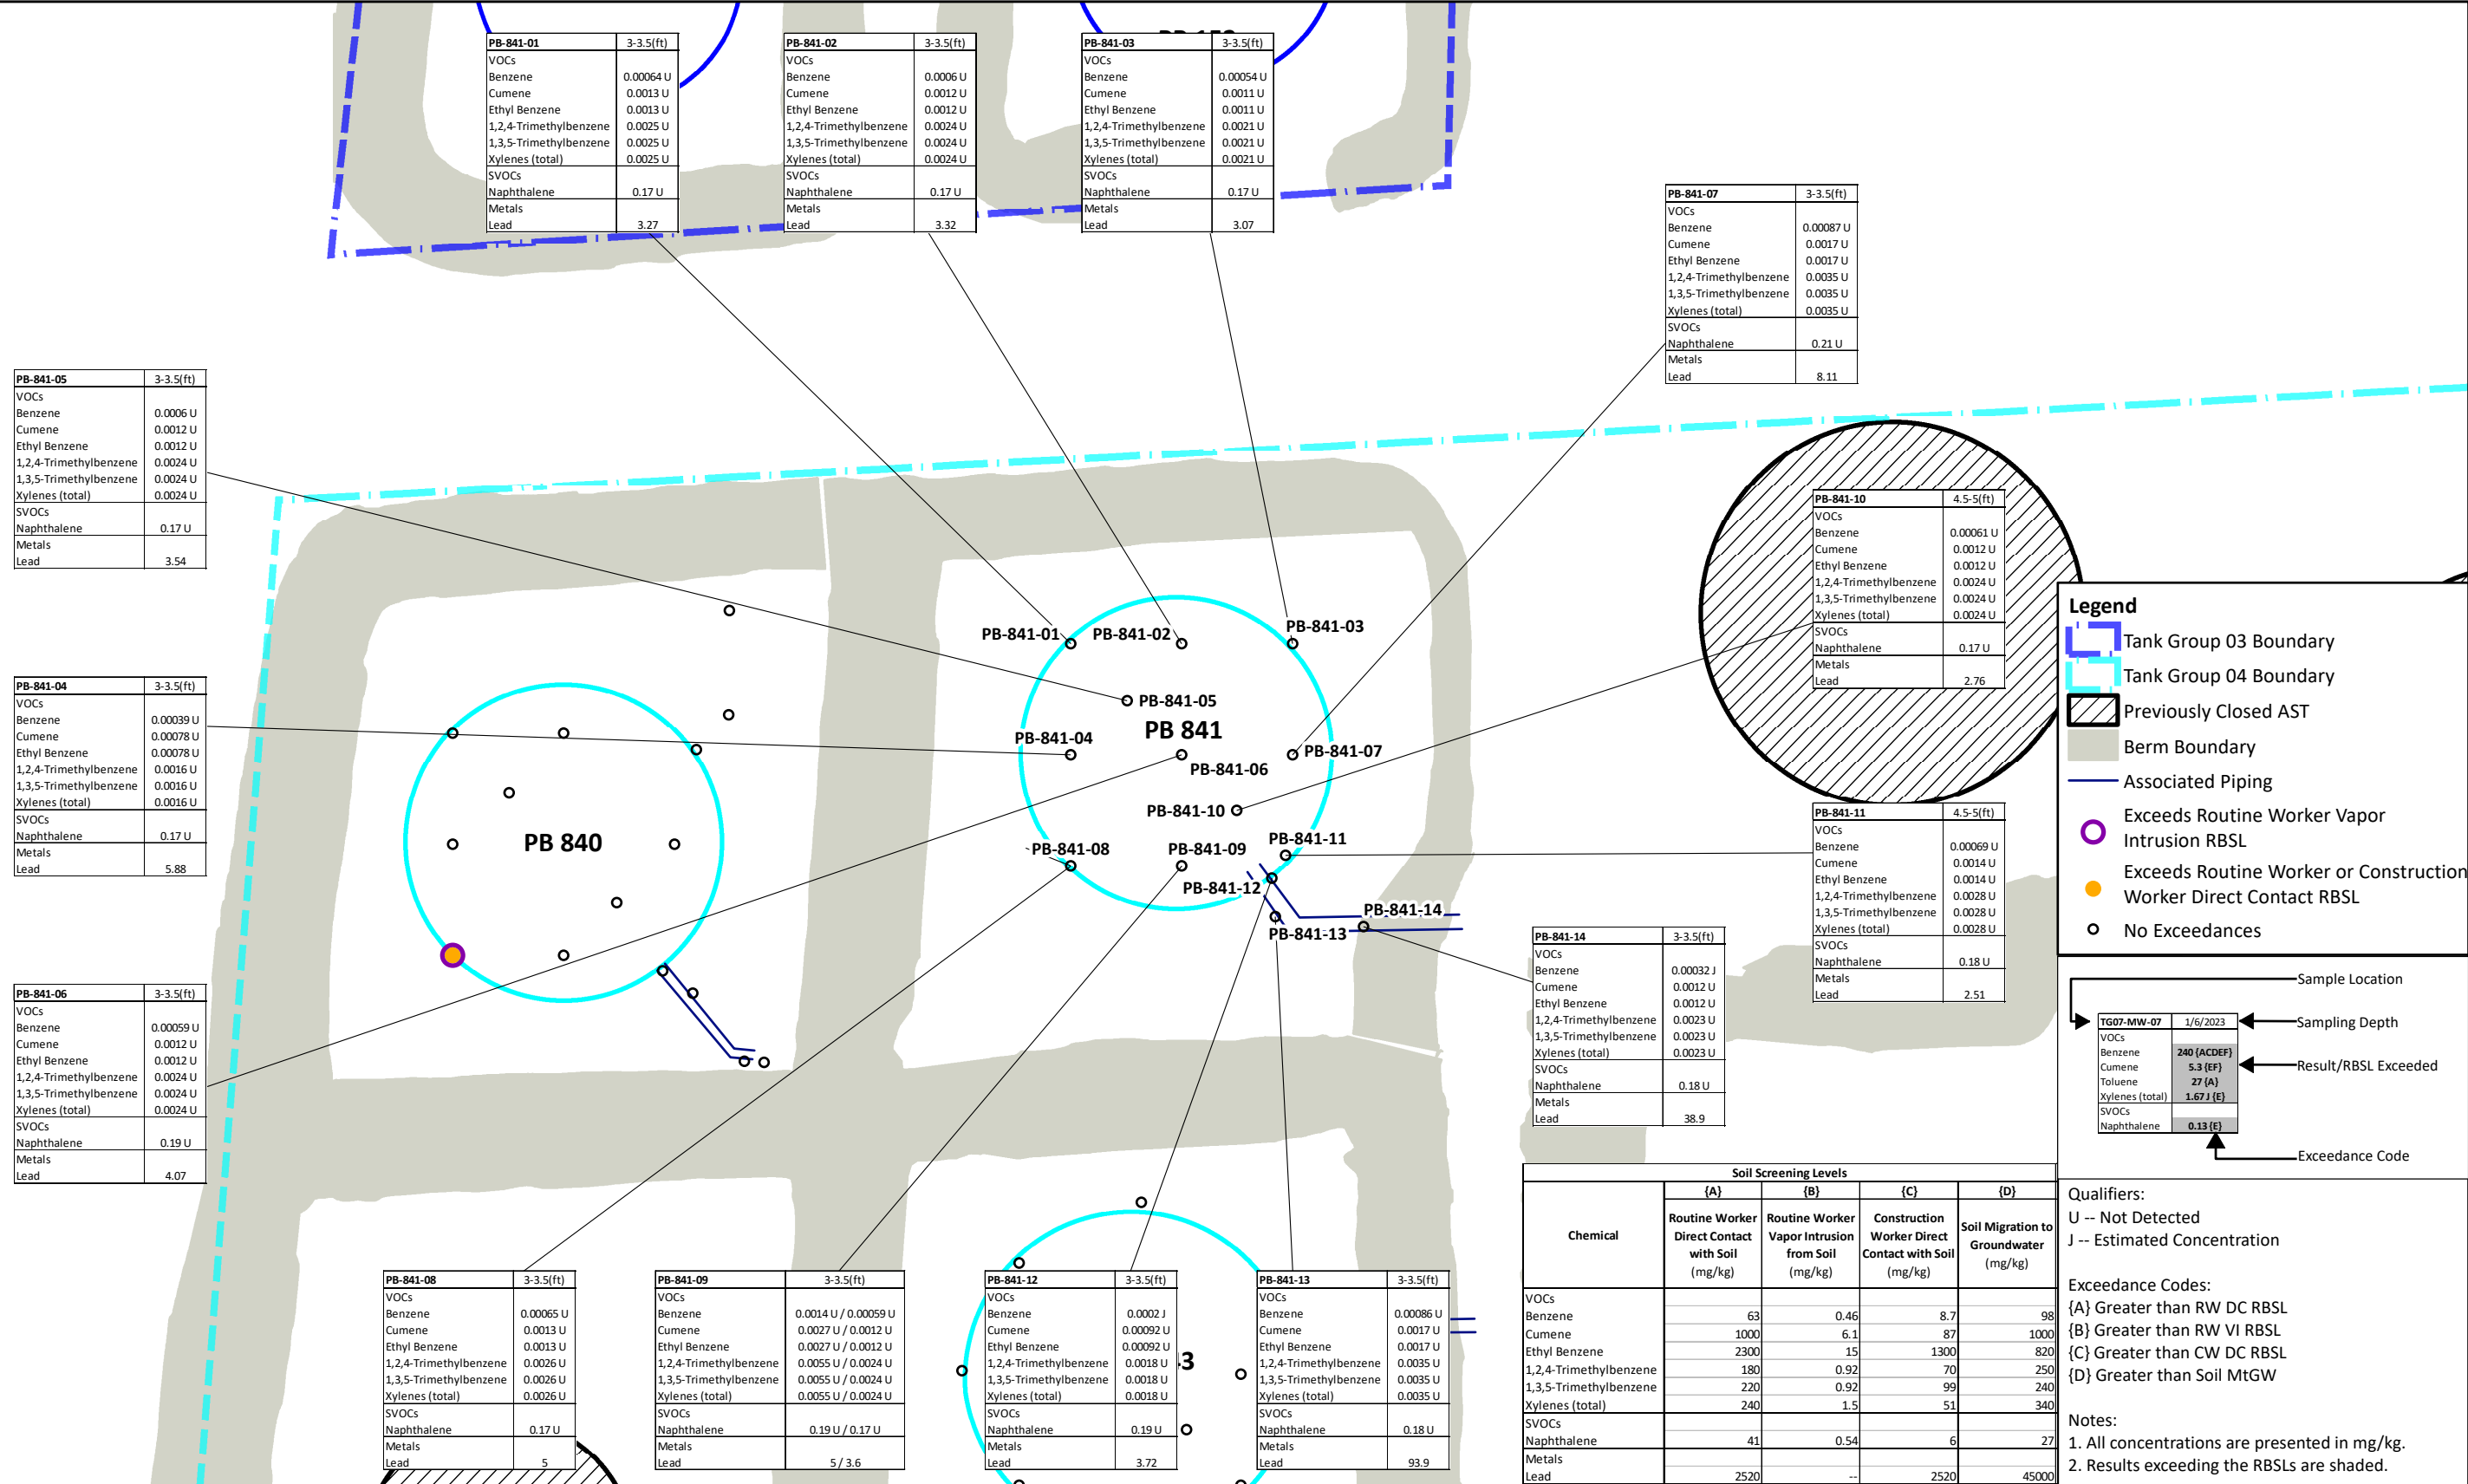 PB-841-01 3-3.5(ft)
VOCs
Benzene 0.00064 U
Cumene 0.0013 U
Ethyl Benzene 0.0013 U
1,2,4-Trimethylbenzene 0.0025 U
1,3,5-Trimethylbenzene 0.0025 U
Xylenes (total) 0.0025 U
SVOCs
Naphthalene 0.17 U
Metals
Lead 3.27
PB-841-02 3-3.5(ft)
VOCs
Benzene 0.0006 U
Cumene 0.0012 U
Ethyl Benzene 0.0012 U
1,2,4-Trimethylbenzene 0.0024 U
1,3,5-Trimethylbenzene 0.0024 U
Xylenes (total) 0.0024 U
SVOCs
Naphthalene 0.17 U
Metals
Lead 3.32
PB-841-03 3-3.5(ft)
VOCs
Benzene 0.00054 U
Cumene 0.0011 U
Ethyl Benzene 0.0011 U
1,2,4-Trimethylbenzene 0.0021 U
1,3,5-Trimethylbenzene 0.0021 U
Xylenes (total) 0.0021 U
SVOCs
Naphthalene 0.17 U
Metals
Lead 3.07
PB-841-07 3-3.5(ft)
VOCs
Benzene 0.00087 U
Cumene 0.0017 U
Ethyl Benzene 0.0017 U
1,2,4-Trimethylbenzene 0.0035 U
1,3,5-Trimethylbenzene 0.0035 U
Xylenes (total) 0.0035 U
SVOCs
Naphthalene 0.21 U
Metals
Lead 8.11
PB-841-05 3-3.5(ft)
VOCs
Benzene 0.0006 U
Cumene 0.0012 U
Ethyl Benzene 0.0012 U
1,2,4-Trimethylbenzene 0.0024 U
1,3,5-Trimethylbenzene 0.0024 U
Xylenes (total) 0.0024 U
SVOCs
Naphthalene 0.17 U
Metals
Lead 3.54
PB-841-10 4.5-5(ft)
VOCs
Benzene 0.00061 U
Cumene 0.0012 U
Ethyl Benzene 0.0012 U
1,2,4-Trimethylbenzene 0.0024 U
1,3,5-Trimethylbenzene 0.0024 U
Xylenes (total) 0.0024 U
SVOCs
Naphthalene 0.17 U
Metals
Lead 2.76
PB-841-04 3-3.5(ft)
VOCs
Benzene 0.00039 U
Cumene 0.00078 U
Ethyl Benzene 0.00078 U
1,2,4-Trimethylbenzene 0.0016 U
1,3,5-Trimethylbenzene 0.0016 U
Xylenes (total) 0.0016 U
SVOCs
Naphthalene 0.17 U
Metals
Lead 5.88
PB-841-01
PB-841-02
PB-841-03
PB-841-05
PB 841
PB-841-04
PB-841-07
PB-841-06
PB-841-10
PB-841-11
PB-841-08
PB-841-09
PB-841-12
PB-841-14
PB-841-13
PB 840
Legend
Tank Group 03 Boundary
Tank Group 04 Boundary
Previously Closed AST
Berm Boundary
Associated Piping
Exceeds Routine Worker Vapor
Intrusion RBSL
Exceeds Routine Worker or Construction
Worker Direct Contact RBSL
No Exceedances
PB-841-11 4.5-5(ft)
VOCs
Benzene 0.00069 U
Cumene 0.0014 U
Ethyl Benzene 0.0014 U
1,2,4-Trimethylbenzene 0.0028 U
1,3,5-Trimethylbenzene 0.0028 U
Xylenes (total) 0.0028 U
SVOCs
Naphthalene 0.18 U
Metals
Lead 2.51
PB-841-14 3-3.5(ft)
VOCs
Benzene 0.00032 J
Cumene 0.0012 U
Ethyl Benzene 0.0012 U
1,2,4-Trimethylbenzene 0.0023 U
1,3,5-Trimethylbenzene 0.0023 U
Xylenes (total) 0.0023 U
SVOCs
Naphthalene 0.18 U
Metals
Lead 38.9
PB-841-06 3-3.5(ft)
VOCs
Benzene 0.00059 U
Cumene 0.0012 U
Ethyl Benzene 0.0012 U
1,2,4-Trimethylbenzene 0.0024 U
1,3,5-Trimethylbenzene 0.0024 U
Xylenes (total) 0.0024 U
SVOCs
Naphthalene 0.19 U
Metals
Lead 4.07
Sample Location
TG07-MW-07 1/6/2023 Sampling Depth
VOCs
Benzene 240 {ACDEF}
Cumene 5.3 {EF} Result/RBSL Exceeded
Toluene 27 {A}
Xylenes (total) 1.67 J {E}
SVOCs
Naphthalene 0.13 {E}
Exceedance Code
PB-841-08 3-3.5(ft)
VOCs
Benzene 0.00065 U
Cumene 0.0013 U
Ethyl Benzene 0.0013 U
1,2,4-Trimethylbenzene 0.0026 U
1,3,5-Trimethylbenzene 0.0026 U
Xylenes (total) 0.0026 U
SVOCs
Naphthalene 0.17 U
Metals
Lead 5
PB-841-09 3-3.5(ft)
VOCs
Benzene 0.0014 U / 0.00059 U
Cumene 0.0027 U / 0.0012 U
Ethyl Benzene 0.0027 U / 0.0012 U
1,2,4-Trimethylbenzene 0.0055 U / 0.0024 U
1,3,5-Trimethylbenzene 0.0055 U / 0.0024 U
Xylenes (total) 0.0055 U / 0.0024 U
SVOCs
Naphthalene 0.19 U / 0.17 U
Metals
Lead 5 / 3.6
PB-841-12 3-3.5(ft)
VOCs
Benzene 0.0002 J
Cumene 0.00092 U
Ethyl Benzene 0.00092 U
1,2,4-Trimethylbenzene 0.0018 U
1,3,5-Trimethylbenzene 0.0018 U
Xylenes (total) 0.0018 U
SVOCs
Naphthalene 0.19 U
Metals
Lead 3.72
3
PB-841-13 3-3.5(ft)
VOCs
Benzene 0.00086 U
Cumene 0.0017 U
Ethyl Benzene 0.0017 U
1,2,4-Trimethylbenzene 0.0035 U
1,3,5-Trimethylbenzene 0.0035 U
Xylenes (total) 0.0035 U
SVOCs
Naphthalene 0.18 U
Metals
Lead 93.9
Soil Screening Levels
{A} {B} {C} {D}
Chemical
Routine Worker Direct Contact with Soil (mg/kg)
Routine Worker Vapor Intrusion from Soil (mg/kg)
Construction Worker Direct Contact with Soil (mg/kg)
Soil Migration to Groundwater (mg/kg)
VOCs
Benzene 63 0.46 8.7 98
Cumene 1000 6.1 87 1000
Ethyl Benzene 2300 15 1300 820
1,2,4-Trimethylbenzene 180 0.92 70 250
1,3,5-Trimethylbenzene 220 0.92 99 240
Xylenes (total) 240 1.5 51 340
SVOCs
Naphthalene 41 0.54 6 27
Metals
Lead 2520 -- 2520 45000
Qualifiers:
U -- Not Detected
J -- Estimated Concentration
Exceedance Codes:
{A} Greater than RW DC RBSL
{B} Greater than RW VI RBSL
{C} Greater than CW DC RBSL
{D} Greater than Soil MtGW
Notes:
1. All concentrations are presented in mg/kg.
2. Results exceeding the RBSLs are shaded.